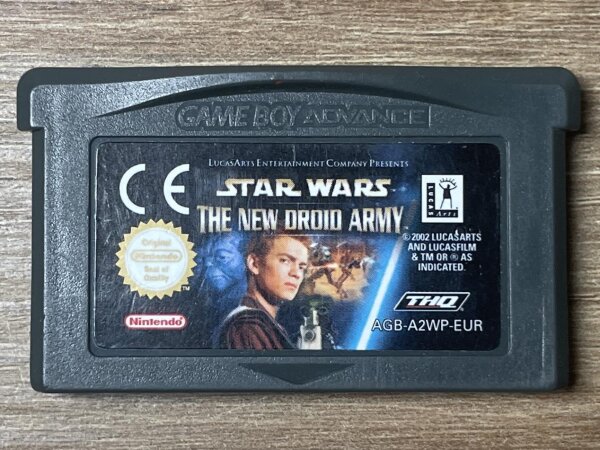 GAME BOY ADVANCE
LUCASARTS ENTERTAINMENT COMPANY PRESENTS
CE
STAR WARS
THE NEW DROID ARMY
LUCAS
Arts
© 2002 LUCASARTS
AND LUCASFILM
& TM OR ® AS
INDICATED.
Original
Nintendo
Seal of
Quality
TM
Nintendo
THQ
AGB-A2WP-EUR